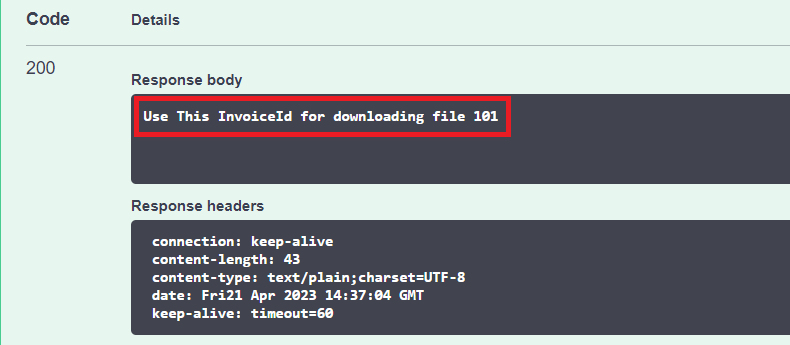 Code Details
200
Response body
Use This InvoiceId for downloading file 101
Response headers
connection: keep-alive
content-length: 43
content-type: text/plain;charset=UTF-8
date: Fri21 Apr 2023 14:37:04 GMT
keep-alive: timeout=60